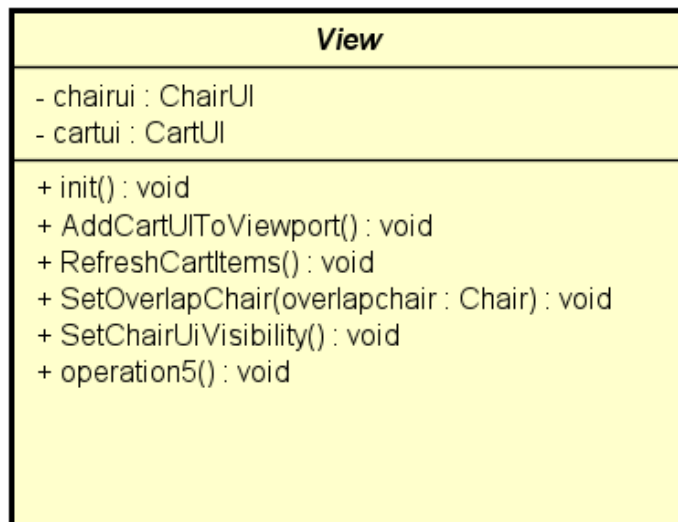 View
- chairui : ChairUI
- cartui : CartUI
+ init() : void
+ AddCartUIToViewport() : void
+ RefreshCartItems() : void
+ SetOverlapChair(overlapchair : Chair) : void
+ SetChairUiVisibility() : void
+ operation5() : void